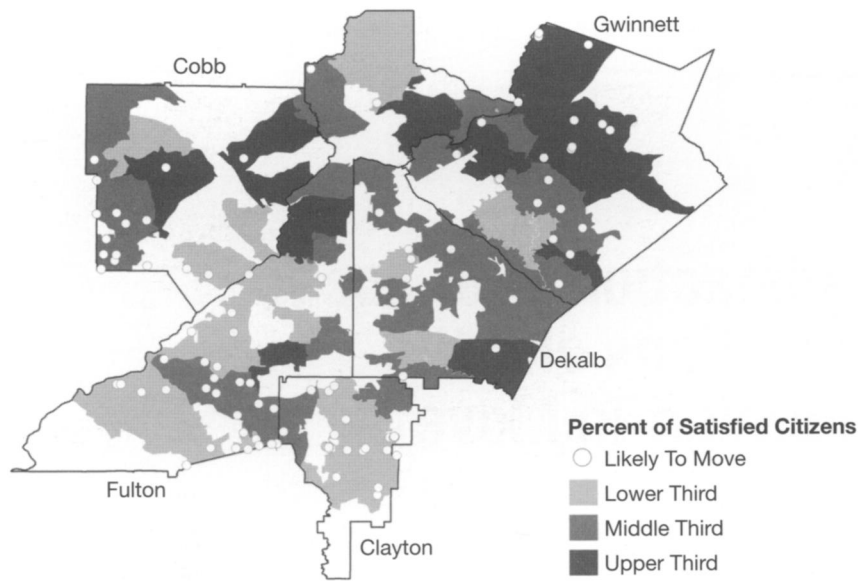 Gwinnett
Cobb
Dekalb
Fulton
Clayton
Percent of Satisfied Citizens
Likely To Move
Lower Third
Middle Third
Upper Third